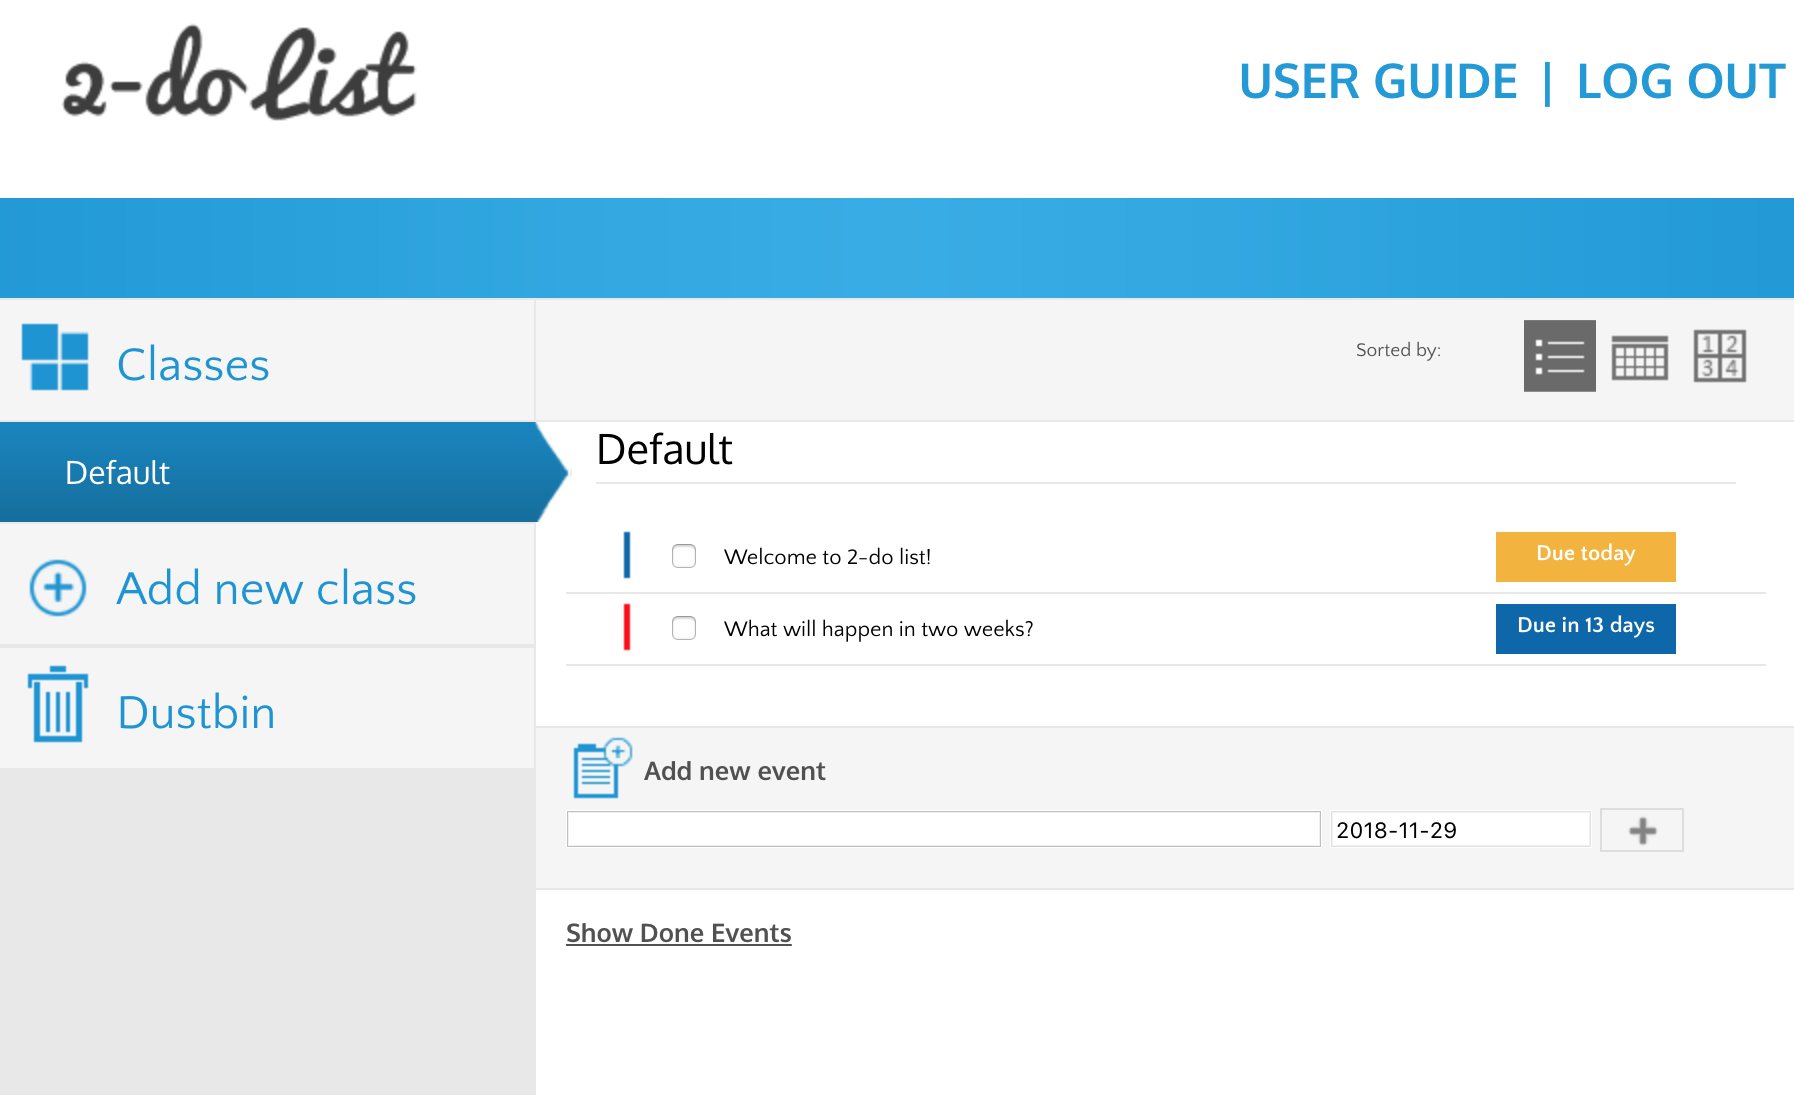 2-do list
USER GUIDE | LOG OUT
Classes
Sorted by:
1 2
3 4
Default
Default
Welcome to 2-do list!
Due today
What will happen in two weeks?
Due in 13 days
Add new class
Dustbin
Add new event
2018-11-29
Show Done Events